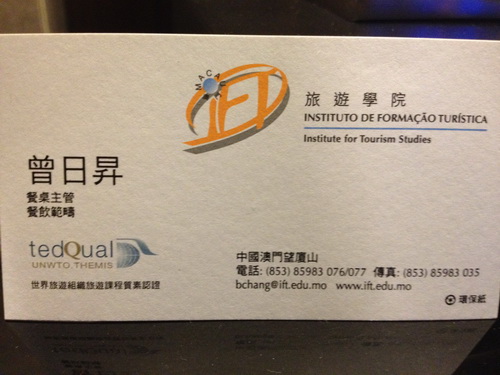 MACAU
IFT
旅遊學院
INSTITUTO DE FORMAÇÃO TURÍSTICA
Institute for Tourism Studies
曾日昇
餐桌主管
餐飲範疇
tedQual
UNWTO.THEMIS
世界旅遊組織旅遊課程質素認證
中國澳門望廈山
電話: (853) 85983 076/077 傳真: (853) 85983 035
bchang@ift.edu.mo www.ift.edu.mo
環保紙